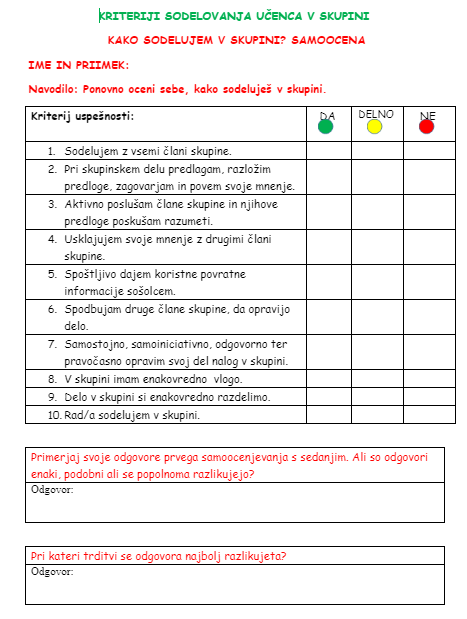 KRITERIJI SODELOVANJA UČENCA V SKUPINI
KAKO SODELUJEM V SKUPINI? SAMOOCENA
IME IN PRIIMEK:
Navodilo: Ponovno oceni sebe, kako sodeluješ v skupini.
Kriterij uspešnosti:
DA
DELNO
NE
1. Sodelujem z vsemi člani skupine.
2. Pri skupinskem delu predlagam, razložim
predloge, zagovarjam in povem svoje mnenje.
3. Aktivno poslušam člane skupine in njihove
predloge poskušam razumeti.
4. Usklajujem svoje mnenje z drugimi člani
skupine.
5. Spoštljivo dajem koristne povratne
informacije sošolcem.
6. Spodbujam druge člane skupine, da opravijo
delo.
7. Samostojno, samoiniciativno, odgovorno ter
pravočasno opravim svoj del nalog v skupini.
8. V skupini imam enakovredno vlogo.
9. Delo v skupini si enakovredno razdelimo.
10. Rad/a sodelujem v skupini.
Primerjaj svoje odgovore prvega samoocenjevanja s sedanjim. Ali so odgovori
enaki, podobni ali se popolnoma razlikujejo?
Odgovor:
Pri kateri trditvi se odgovora najbolj razlikujeta?
Odgovor: